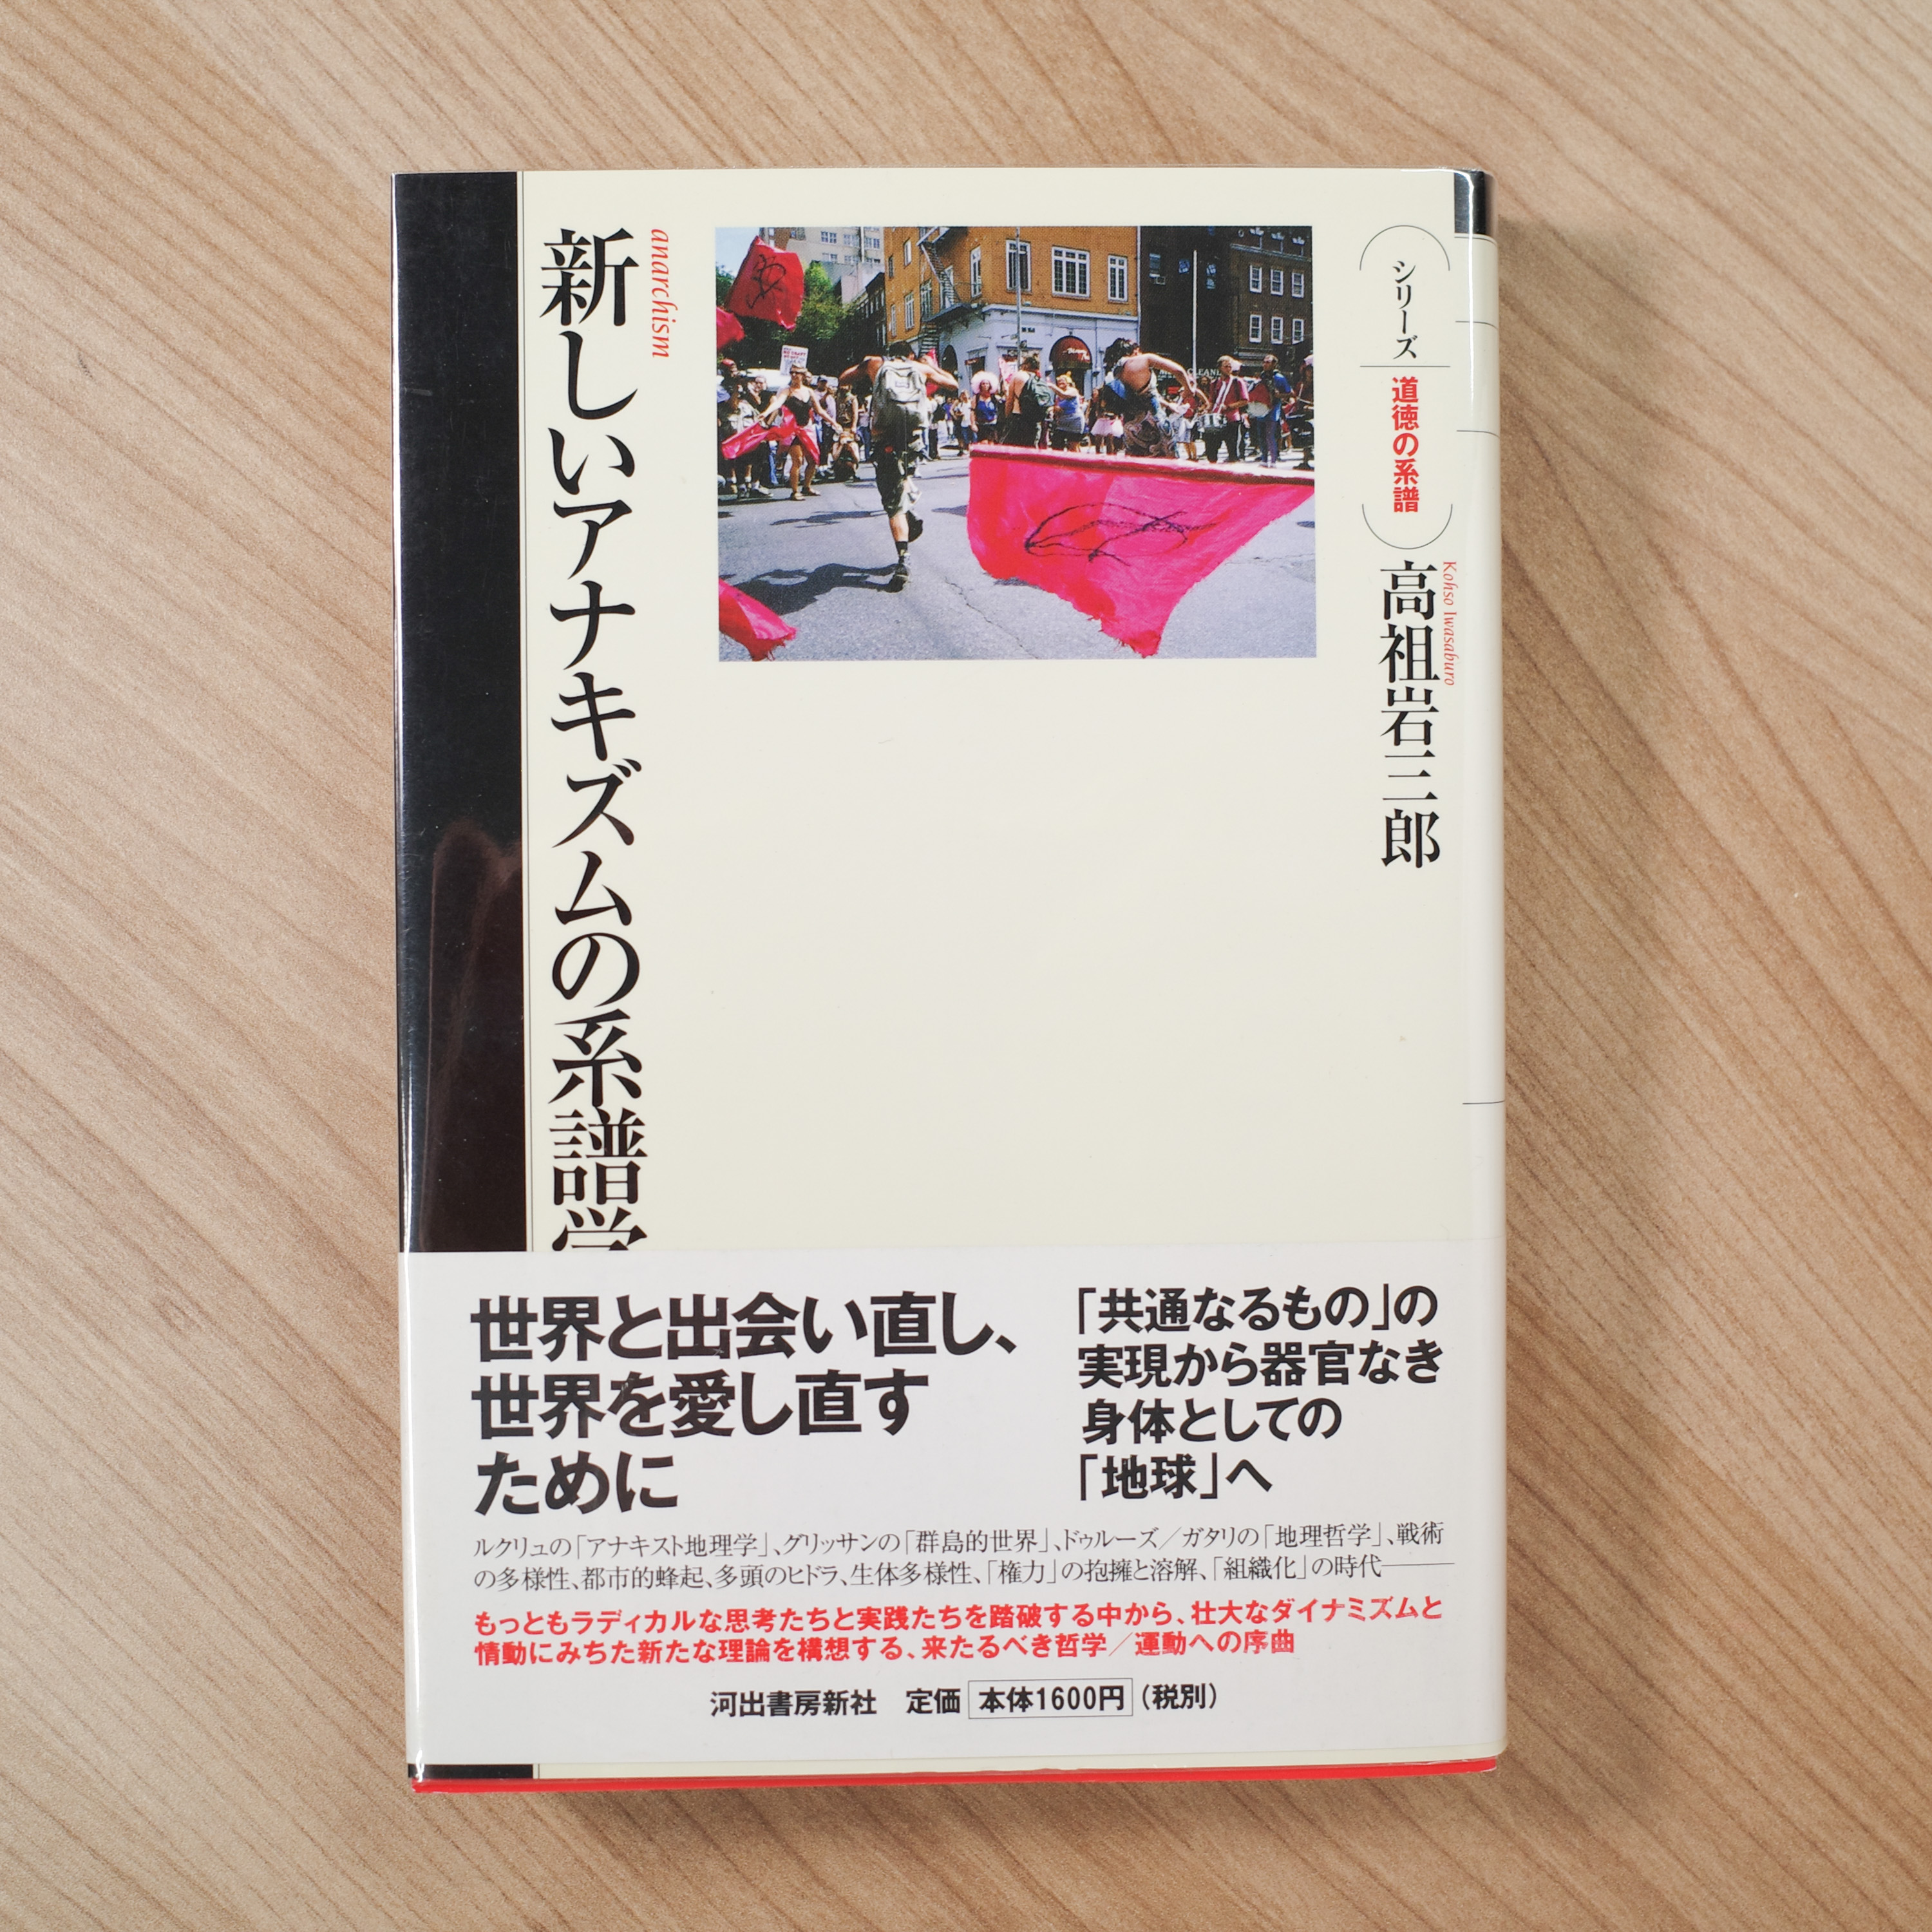 シリーズ
道徳の系譜
高祖岩三郎
Kohso Iwasaburo
anarchism
新しいアナキズムの系譜学
世界と出会い直し、
世界を愛し直す
ために
「共通なるもの」の
実現から器官なき
身体としての
「地球」へ
ルクリュの「アナキスト地理学」、グリッサンの「群島的世界」、ドゥルーズ／ガタリの「地理哲学」、戦術
の多様性、都市的蜂起、多頭のヒドラ、生体多様性、「権力」の抱擁と溶解、「組織化」の時代――
もっともラディカルな思考たちと実践たちを踏破する中から、壮大なダイナミズムと
情動にみちた新たな理論を構想する、来たるべき哲学／運動への序曲
河出書房新社　定価 本体1600円（税別）